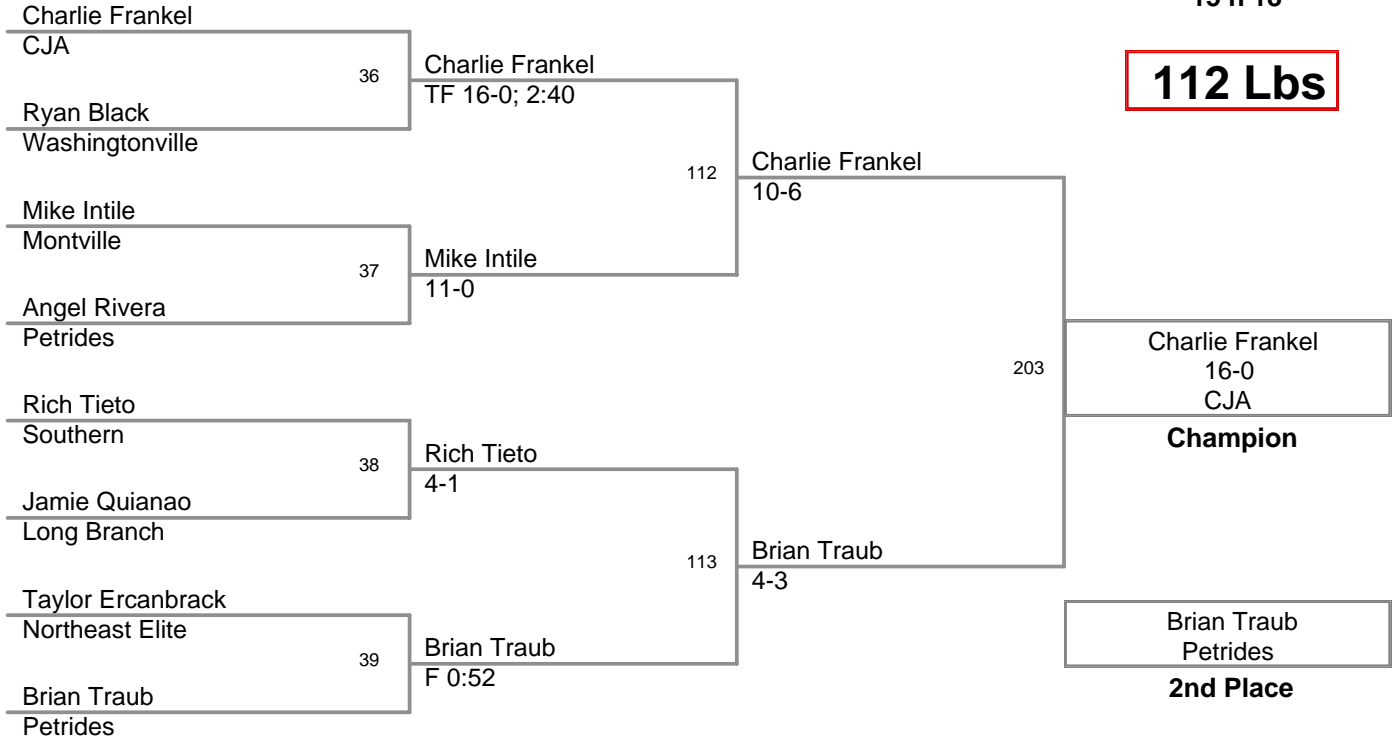 Charlie Frankel
CJA
36
Ryan Black
Washingtonville
Mike Intile
Montville
37
Angel Rivera
Petrides
Rich Tieto
Southern
38
Jamie Quianao
Long Branch
Taylor Ercanbrack
Northeast Elite
39
Brian Traub
Petrides
Charlie Frankel
TF 16-0; 2:40
112
Mike Intile
11-0
Rich Tieto
4-1
113
Brian Traub
F 0:52
Charlie Frankel
10-6
203
Brian Traub
4-3
112 Lbs
Charlie Frankel
16-0
CJA
Champion
Brian Traub
Petrides
2nd Place